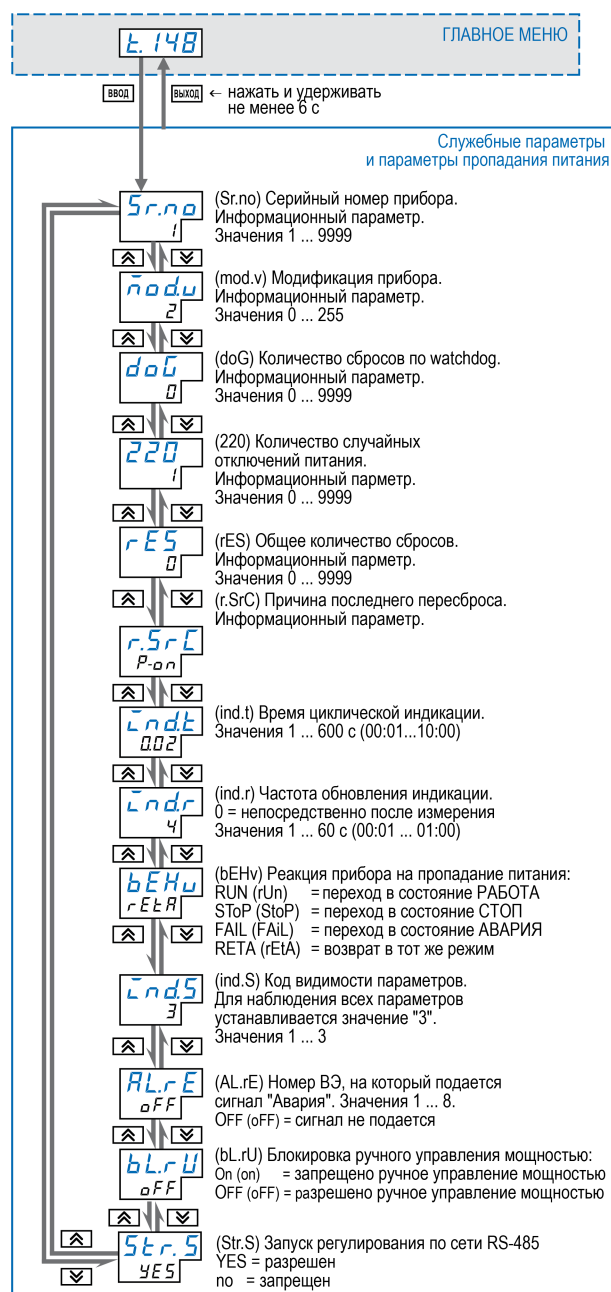 t.148
ГЛАВНОЕ МЕНЮ
ВВОД
ВЫХОД ← нажать и удерживать
не менее 6 с
Служебные параметры
и параметры пропадания питания
Sr.no
1
(Sr.no) Серийный номер прибора.
Информационный параметр.
Значения 1 ... 9999
mod.v
2
(mod.v) Модификация прибора.
Информационный параметр.
Значения 0 ... 255
doG
0
(doG) Количество сбросов по watchdog.
Информационный параметр.
Значения 0 ... 9999
220
1
(220) Количество случайных
отключений питания.
Информационный парметр.
Значения 0 ... 9999
rES
0
(rES) Общее количество сбросов.
Информационный парметр.
Значения 0 ... 9999
r.SrC
P-on
(r.SrC) Причина последнего пересброса.
Информационный параметр.
ind.t
0.02
(ind.t) Время циклической индикации.
Значения 1 ... 600 с (00:01...10:00)
ind.r
4
(ind.r) Частота обновления индикации.
0 = непосредственно после измерения
Значения 1 ... 60 с (00:01 ... 01:00)
bEHv
rEtA
(bEHv) Реакция прибора на пропадание питания:
RUN (rUn) = переход в состояние РАБОТА
SToP (StoP) = переход в состояние СТОП
FAIL (FAiL) = переход в состояние АВАРИЯ
RETA (rEtA) = возврат в тот же режим
ind.S
3
(ind.S) Код видимости параметров.
Для наблюдения всех параметров
устанавливается значение "3".
Значения 1 ... 3
AL.rE
oFF
(AL.rE) Номер ВЭ, на который подается
сигнал "Авария". Значения 1 ... 8.
OFF (oFF) = сигнал не подается
bL.rU
oFF
(bL.rU) Блокировка ручного управления мощностью:
On (on) = запрещено ручное управление мощностью
OFF (oFF) = разрешено ручное управление мощностью
Str.S
YES
(Str.S) Запуск регулирования по сети RS-485
YES = разрешен
no = запрещен